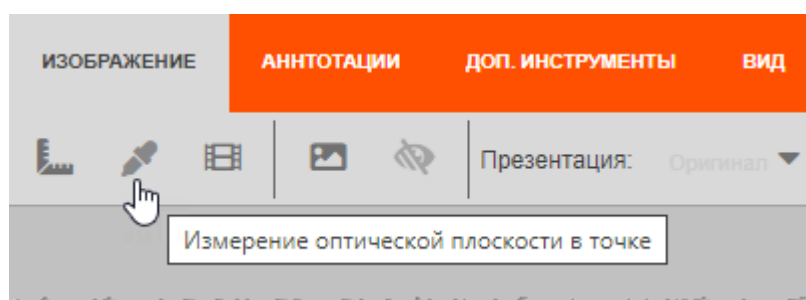 ИЗОБРАЖЕНИЕ АННТОТАЦИИ ДОП. ИНСТРУМЕНТЫ ВИД
Презентация: Оригинал
Измерение оптической плоскости в точке